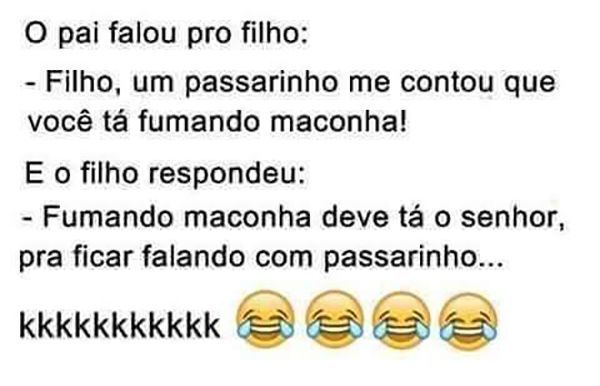 O pai falou pro filho:
- Filho, um passarinho me contou que
você tá fumando maconha!
E o filho respondeu:
- Fumando maconha deve tá o senhor,
pra ficar falando com passarinho...
kkkkkkkkkkk 😂😂😂😂